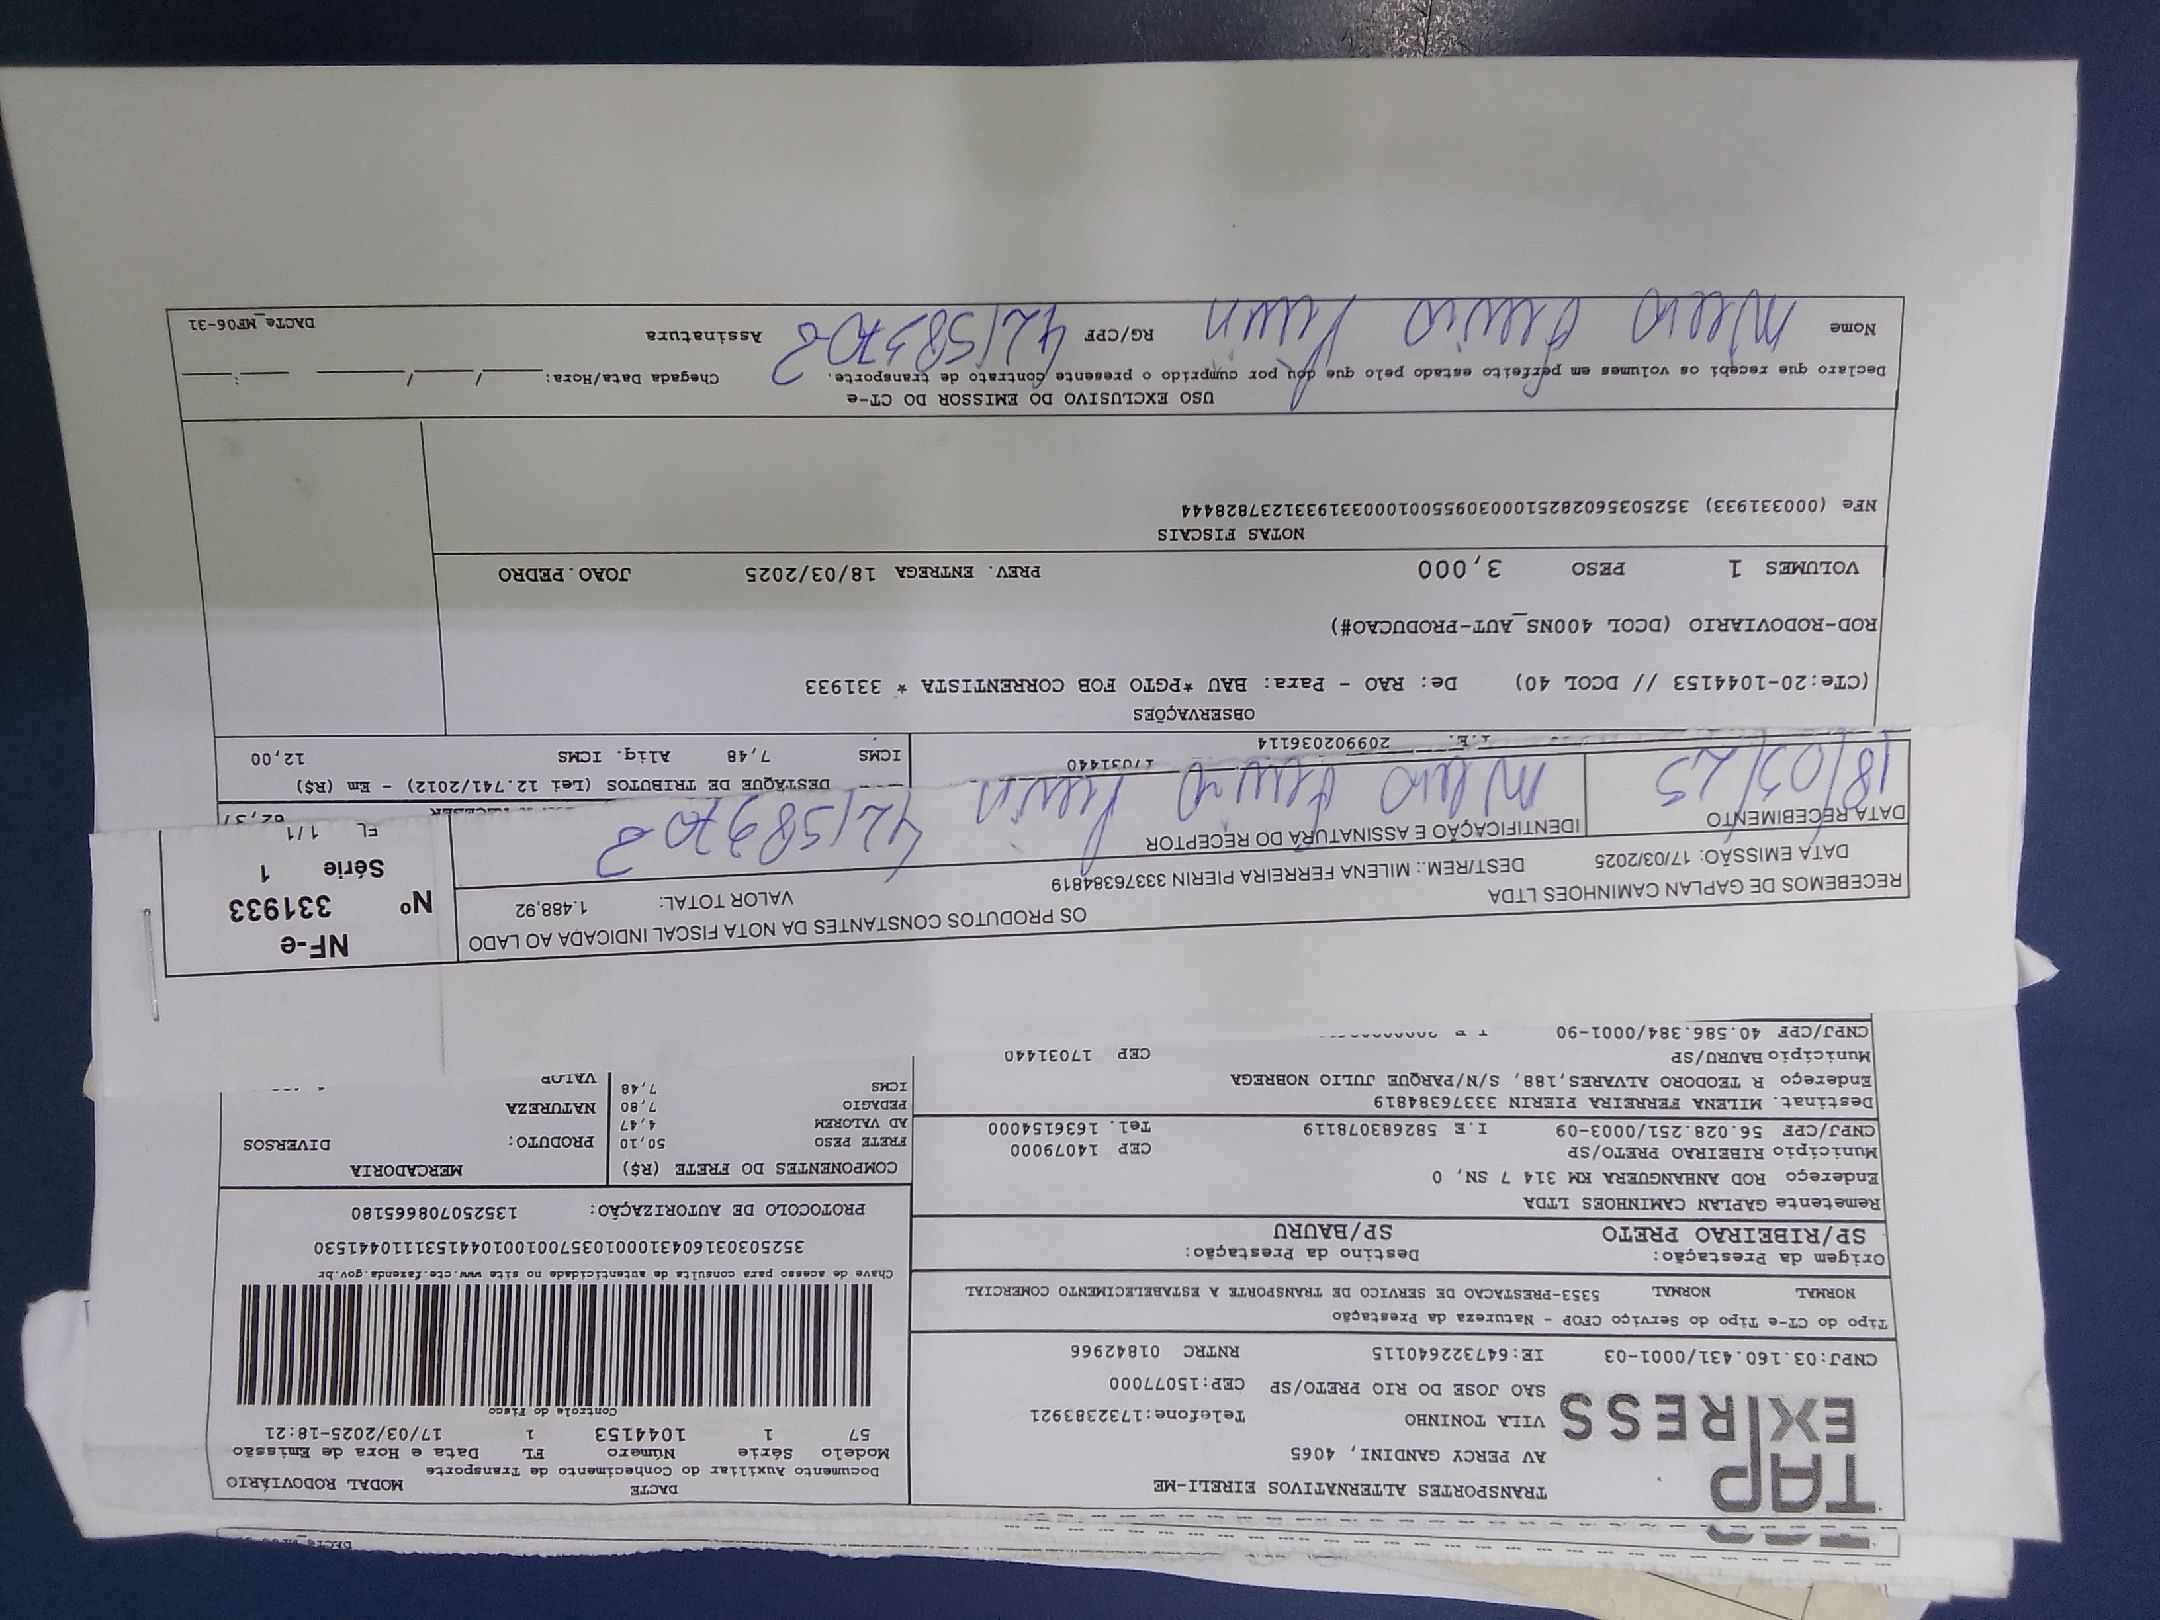 TAP
EXPRESS
TRANSPORTES ALTERNATIVOS EIRELI-ME
AV PERCY GANDINI, 4065
VILA TONINHO Telefone:1732383921
SAO JOSE DO RIO PRETO/SP CEP:15077000
CNPJ:03.160.431/0001-03 IE:647322640115 RNTRC 01842966
Tipo do CT-e Tipo do Serviço CFOP - Natureza da Prestação
NORMAL NORMAL 5353-PRESTACAO DE SERVICO DE TRANSPORTE A ESTABELECIMENTO COMERCIAL
Origem da Prestação: Destino da Prestação:
SP/RIBEIRAO PRETO SP/BAURU
Remetente GAPLAN CAMINHOES LTDA
Endereço ROD ANHANGUERA KM 314 7 SN, 0
Município RIBEIRAO PRETO/SP CEP 14079000
CNPJ/CPF 56.028.251/0003-09 I.E 582683078119 Tel. 1636154000
Destinat. MILENA FERREIRA PIERIN 33376384819
Endereço R TEODORO ALVARES,188, S/N/PARQUE JULIO NOBREGA
Município BAURU/SP CEP 17031440
CNPJ/CPF 40.586.384/0001-90
DACTE MODAL RODOVIÁRIO
Documento Auxiliar do Conhecimento de Transporte
Modelo Série Número FL Data e Hora de Emissão
57 1 1044153 1 17/03/2025-18:21
Controle do Fisco
Chave de acesso para consulta de autenticidade no site www.cte.fazenda.gov.br
352503031604310001035700100104415311110441530
PROTOCOLO DE AUTORIZAÇÃO: 135250708665180
COMPONENTES DO FRETE (R$) MERCADORIA
FRETE PESO 50,10 PRODUTO: DIVERSOS
AD VALOREM 4,47
PEDAGIO 7,80 NATUREZA
ICMS 7,48 VALOR
RECEBEMOS DE GAPLAN CAMINHOES LTDA OS PRODUTOS CONSTANTES DA NOTA FISCAL INDICADA AO LADO
DATA EMISSÃO: 17/03/2025 DEST/REM.: MILENA FERREIRA PIERIN 33376384819 VALOR TOTAL: 1.488,92
DATA RECEBIMENTO IDENTIFICAÇÃO E ASSINATURA DO RECEPTOR
18/03/25 421583702
NF-e
Nº 331933
Série 1
FL 1/1
17031440
I.E. 209902036114
DESTAQUE DE TRIBUTOS (Lei 12.741/2012) - Em (R$)
ICMS 7,48 Aliq. ICMS 12,00
OBSERVAÇÕES
(CTe:20-1044153 // DCOL 40) De: RAO - Para: BAU *PGTO FOB CORRENTISTA * 331933
ROD-RODOVIARIO (DCOL 400NS_AUT-PRODUCAO#)
VOLUMES 1 PESO 3,000 PREV. ENTREGA 18/03/2025 JOAO.PEDRO
NOTAS FISCAIS
NFe (000331933) 35250356028251000309550010003319331237828444
USO EXCLUSIVO DO EMISSOR DO CT-e
Declaro que recebi os volumes em perfeito estado pelo que dou por cumprido o presente contrato de transporte. Chegada Data/Hora: ____/____/____ ____:____
Nome RG/CPF 421583702 Assinatura
DACTe_MF06-31